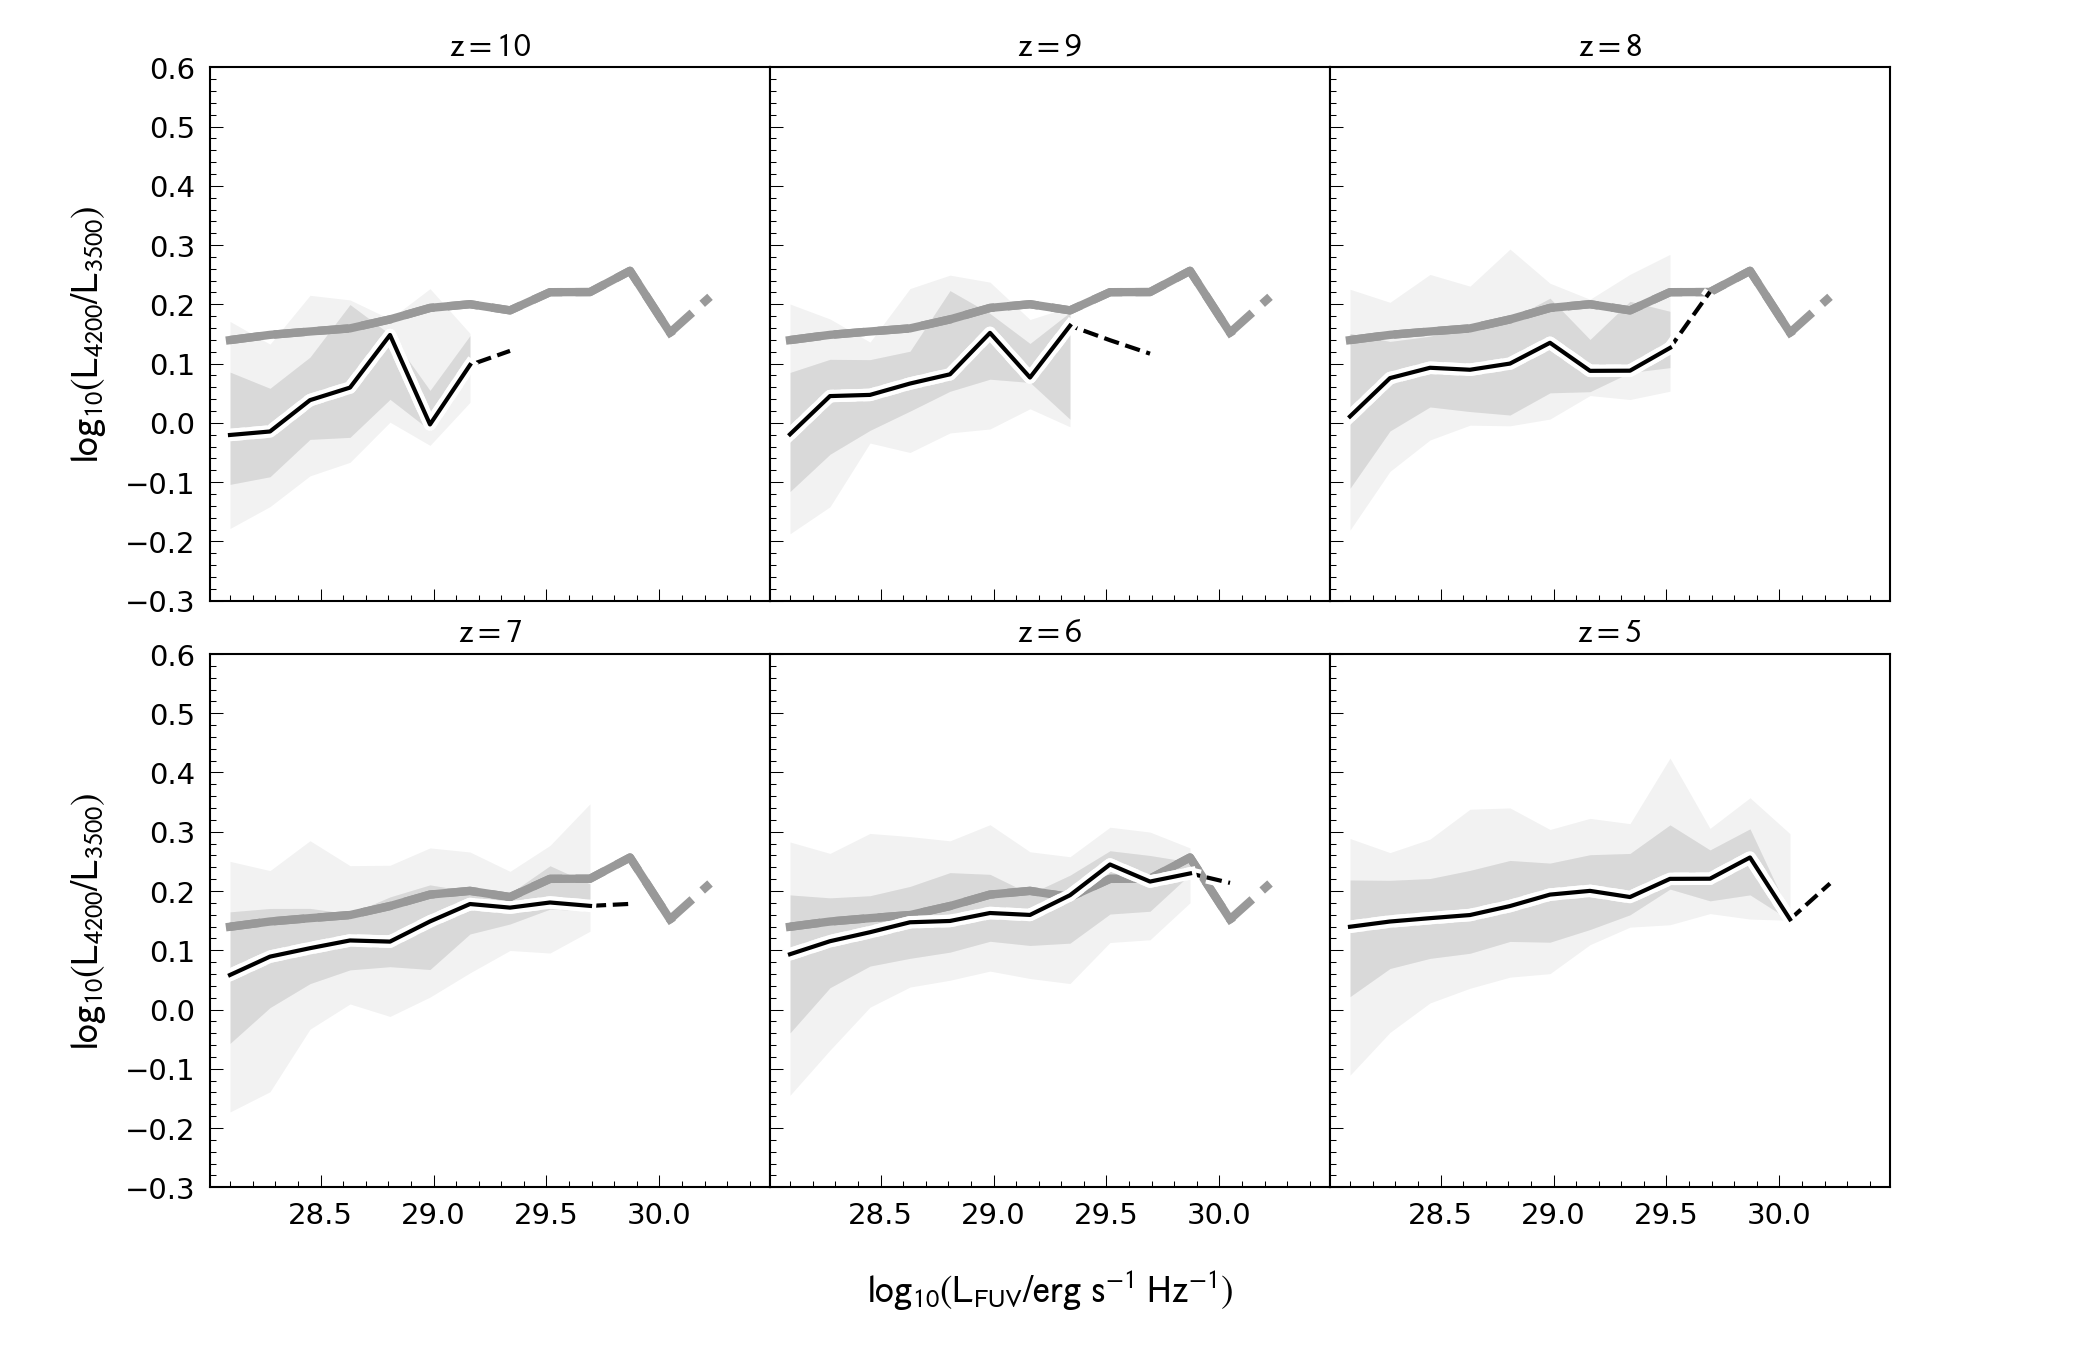 z = 10
z = 9
z = 8
0.6
0.5
0.4
0.3
0.2
0.1
0.0
−0.1
−0.2
−0.3
log₁₀(L₄₂₀₀/L₃₅₀₀)
z = 7
z = 6
z = 5
0.6
0.5
0.4
0.3
0.2
0.1
0.0
−0.1
−0.2
−0.3
log₁₀(L₄₂₀₀/L₃₅₀₀)
28.5 29.0 29.5 30.0
28.5 29.0 29.5 30.0
28.5 29.0 29.5 30.0
log₁₀(L_FUV/erg s⁻¹ Hz⁻¹)